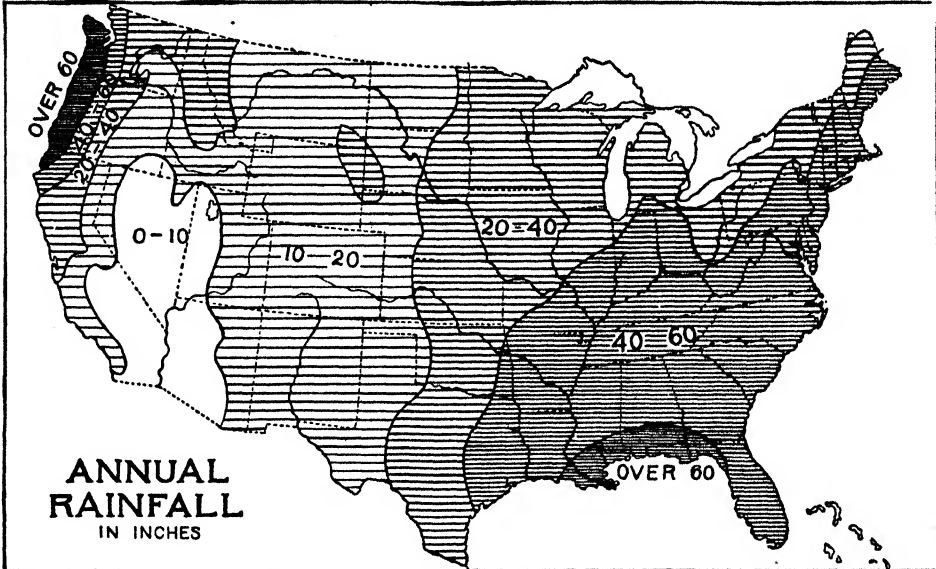 OVER 60
40=60
20=40
0-10
10-20
20=40
40=60
OVER 60
ANNUAL
RAINFALL
IN INCHES